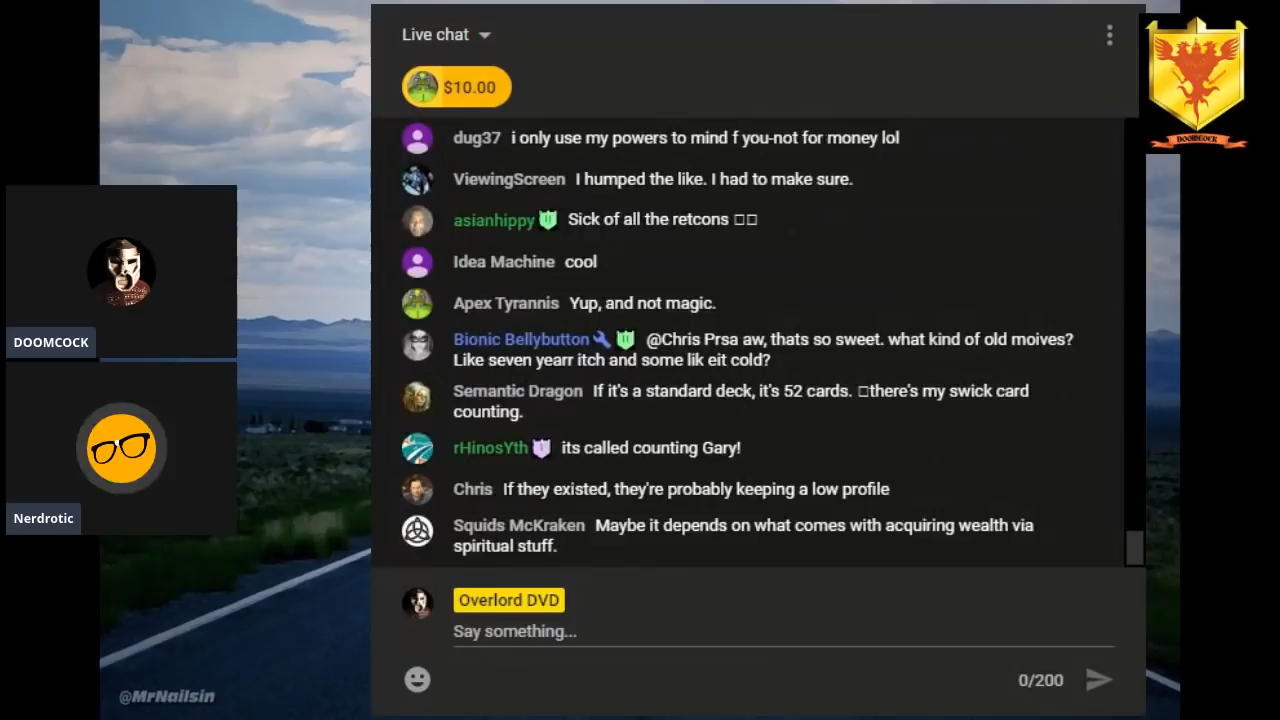 Live chat
$10.00
dug37 i only use my powers to mind f you-not for money lol
ViewingScreen I humped the like. I had to make sure.
asianhippy Sick of all the retcons □□
Idea Machine cool
Apex Tyrannis Yup, and not magic.
Bionic Bellybutton @Chris Prsa aw, thats so sweet. what kind of old moives?
Like seven yearr itch and some lik eit cold?
Semantic Dragon If it's a standard deck, it's 52 cards. □there's my swick card
counting.
rHinosYth its called counting Gary!
Chris If they existed, they're probably keeping a low profile
Squids McKraken Maybe it depends on what comes with acquiring wealth via
spiritual stuff.
Overlord DVD
Say something...
0/200
DOOMCOCK
Nerdrotic
@MrNailsin
DOOMCOCK